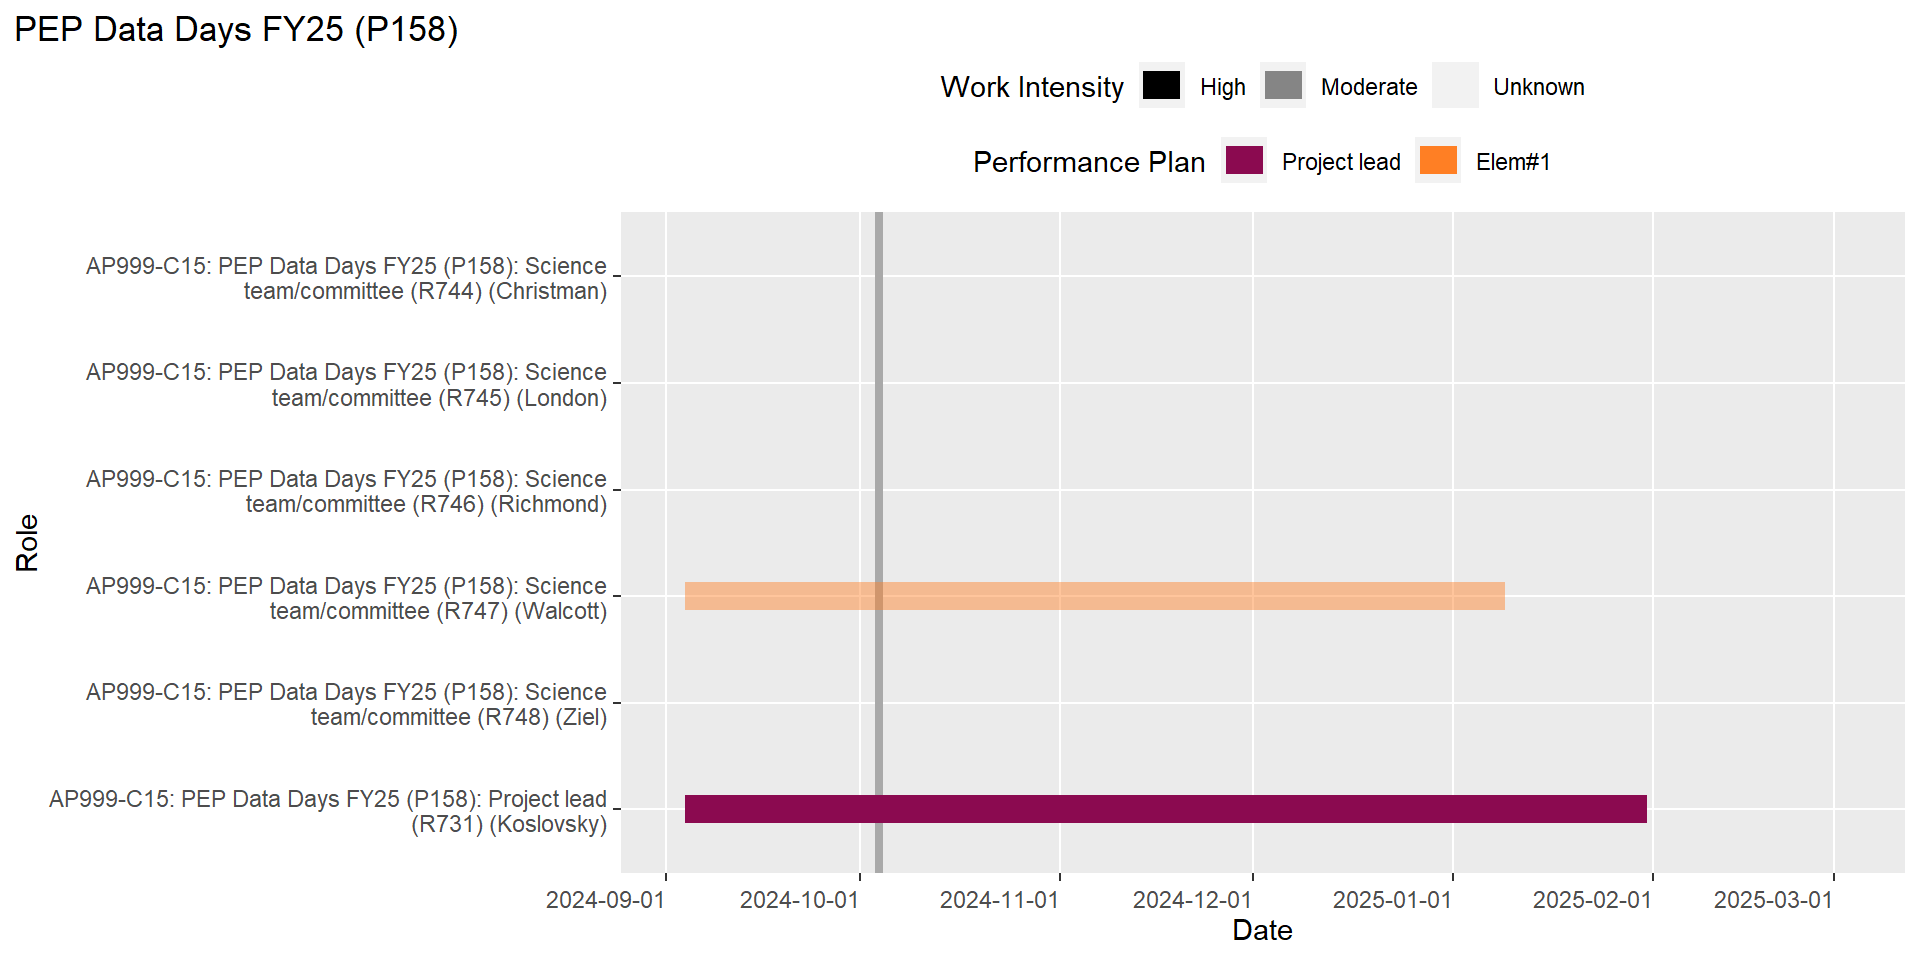 PEP Data Days FY25 (P158)
Work Intensity High Moderate Unknown
Performance Plan Project lead Elem#1
AP999-C15: PEP Data Days FY25 (P158): Science
team/committee (R744) (Christman)
AP999-C15: PEP Data Days FY25 (P158): Science
team/committee (R745) (London)
AP999-C15: PEP Data Days FY25 (P158): Science
team/committee (R746) (Richmond)
Role
AP999-C15: PEP Data Days FY25 (P158): Science
team/committee (R747) (Walcott)
AP999-C15: PEP Data Days FY25 (P158): Science
team/committee (R748) (Ziel)
AP999-C15: PEP Data Days FY25 (P158): Project lead
(R731) (Koslovsky)
2024-09-01 2024-10-01 2024-11-01 2024-12-01 2025-01-01 2025-02-01 2025-03-01
Date